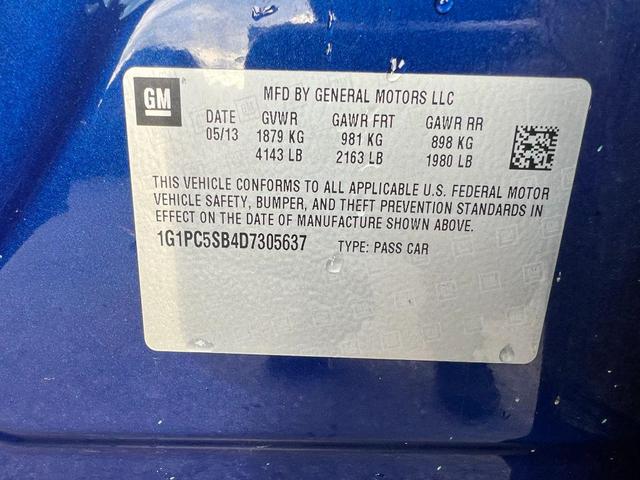 GM
MFD BY GENERAL MOTORS LLC
DATE GVWR GAWR FRT GAWR RR
05/13 1879 KG 981 KG 898 KG
4143 LB 2163 LB 1980 LB
THIS VEHICLE CONFORMS TO ALL APPLICABLE U.S. FEDERAL MOTOR
VEHICLE SAFETY, BUMPER, AND THEFT PREVENTION STANDARDS IN
EFFECT ON THE DATE OF MANUFACTURE SHOWN ABOVE.
1G1PC5SB4D7305637 TYPE: PASS CAR